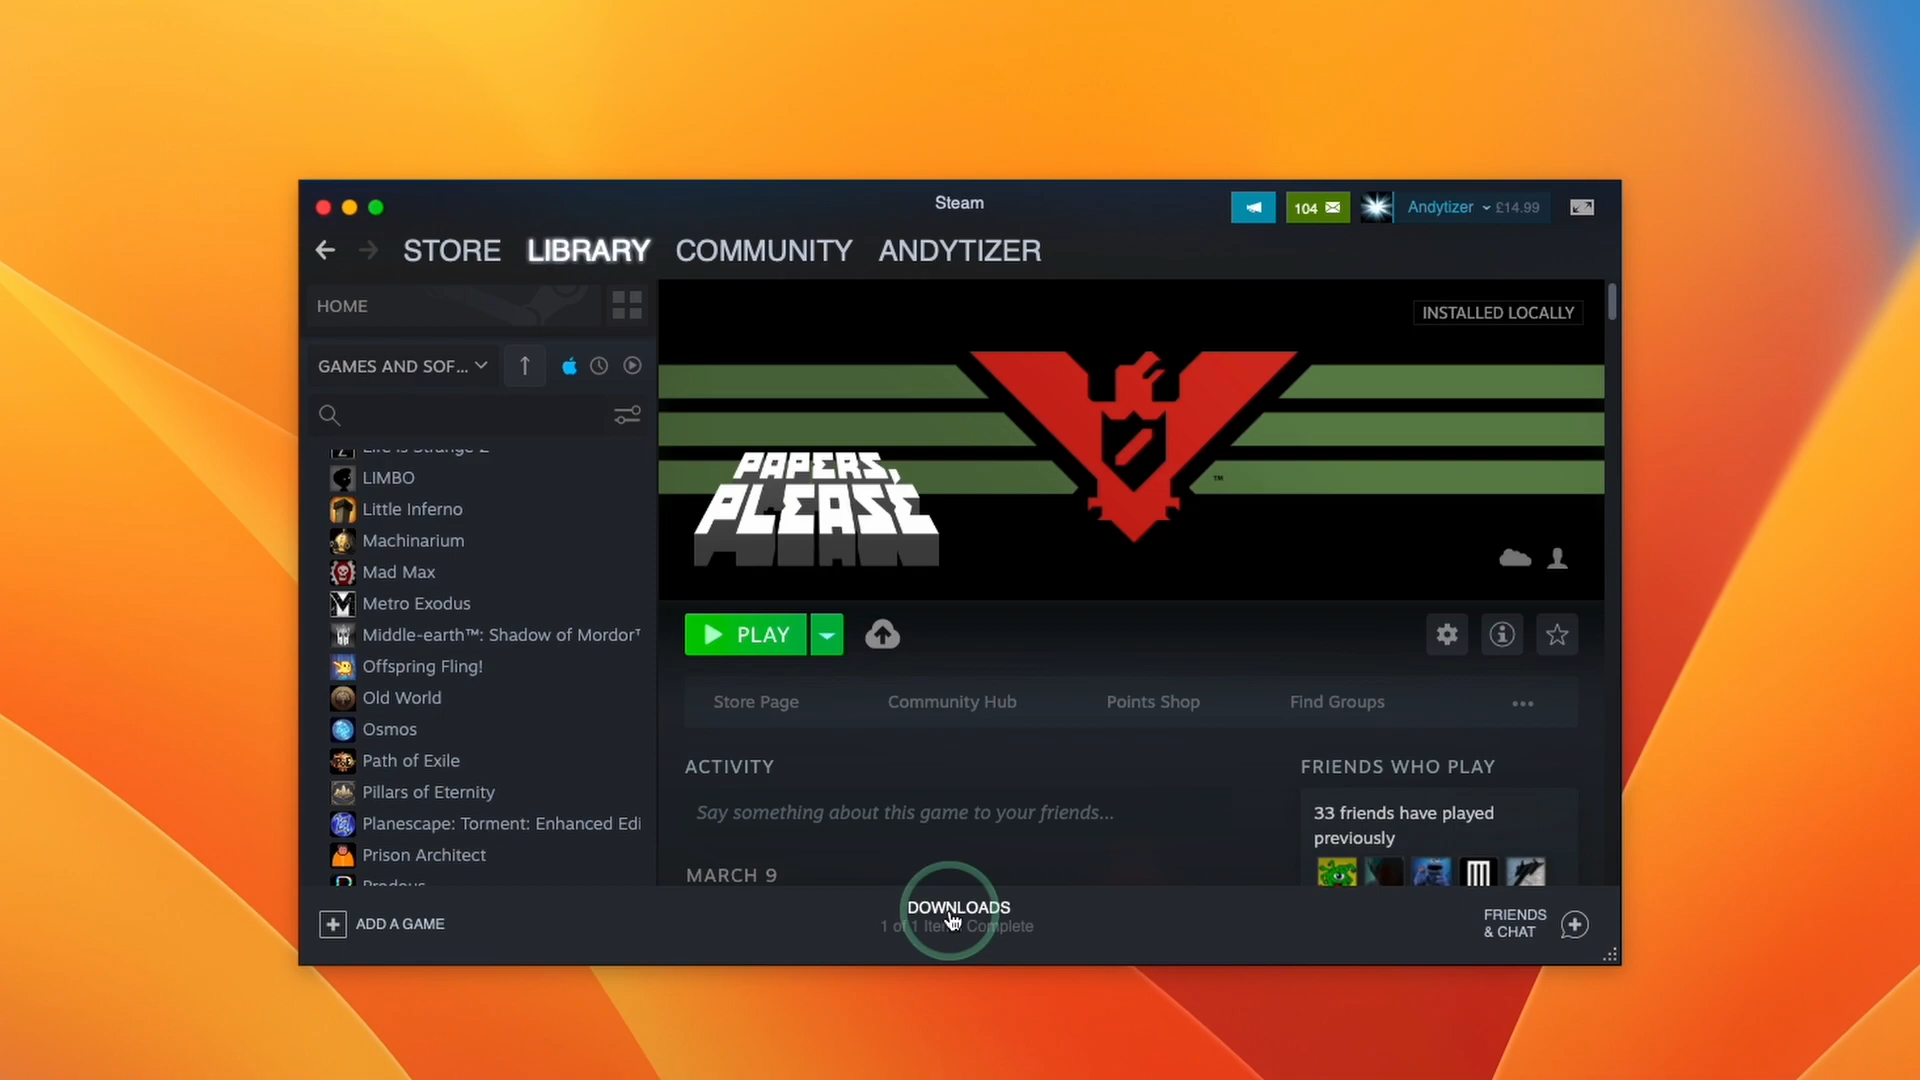 Steam
104
Andytizer
£14.99
STORE
LIBRARY
COMMUNITY
ANDYTIZER
HOME
INSTALLED LOCALLY
GAMES AND SOF...
Life is Strange 2
LIMBO
Little Inferno
Machinarium
Mad Max
Metro Exodus
Middle-earth™: Shadow of Mordor™
Offspring Fling!
Old World
Osmos
Path of Exile
Pillars of Eternity
Planescape: Torment: Enhanced Edi
Prison Architect
PAPERS,
PLEASE
™
PLAY
Store Page
Community Hub
Points Shop
Find Groups
ACTIVITY
Say something about this game to your friends...
MARCH 9
FRIENDS WHO PLAY
33 friends have played
previously
ADD A GAME
DOWNLOADS
1 of 1 Items Complete
FRIENDS
& CHAT